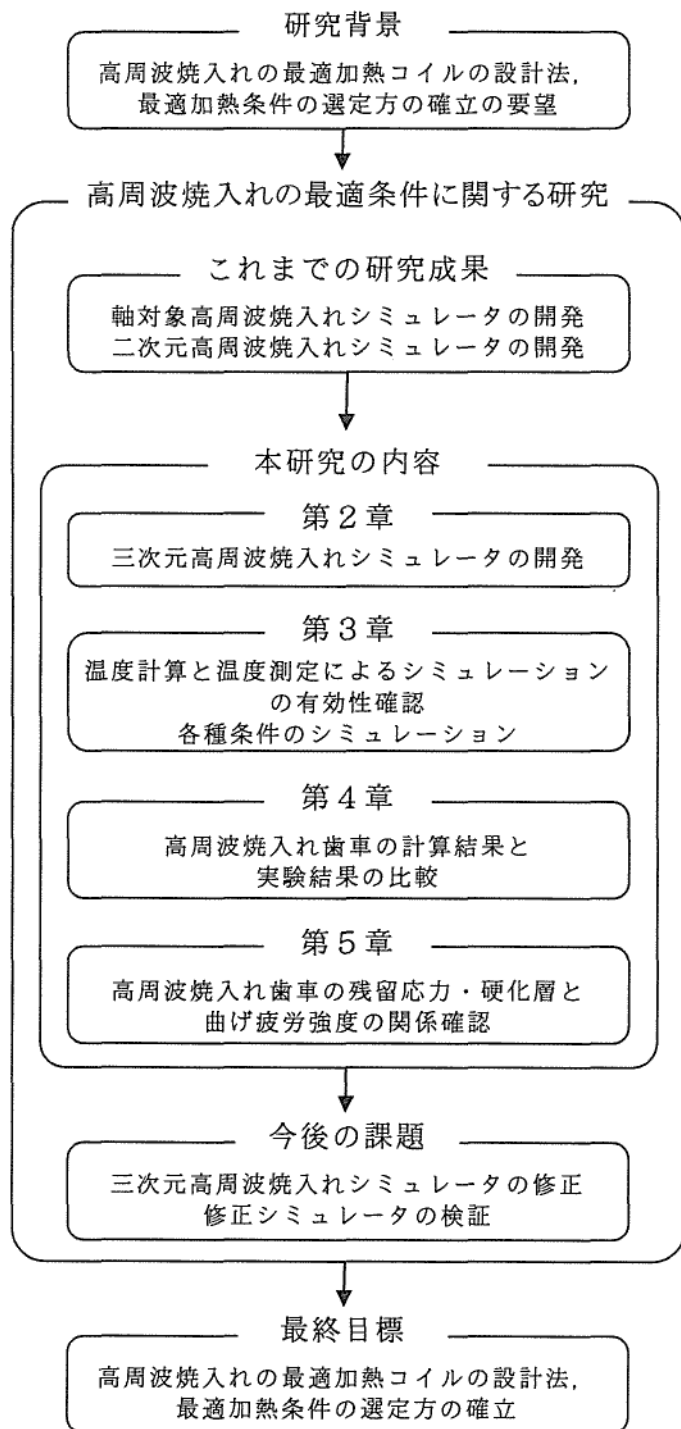 研究背景
高周波焼入れの最適加熱コイルの設計法，
最適加熱条件の選定方の確立の要望
高周波焼入れの最適条件に関する研究
これまでの研究成果
軸対象高周波焼入れシミュレータの開発
二次元高周波焼入れシミュレータの開発
本研究の内容
第２章
三次元高周波焼入れシミュレータの開発
第３章
温度計算と温度測定によるシミュレーション
の有効性確認
各種条件のシミュレーション
第４章
高周波焼入れ歯車の計算結果と
実験結果の比較
第５章
高周波焼入れ歯車の残留応力・硬化層と
曲げ疲労強度の関係確認
今後の課題
三次元高周波焼入れシミュレータの修正
修正シミュレータの検証
最終目標
高周波焼入れの最適加熱コイルの設計法，
最適加熱条件の選定方の確立